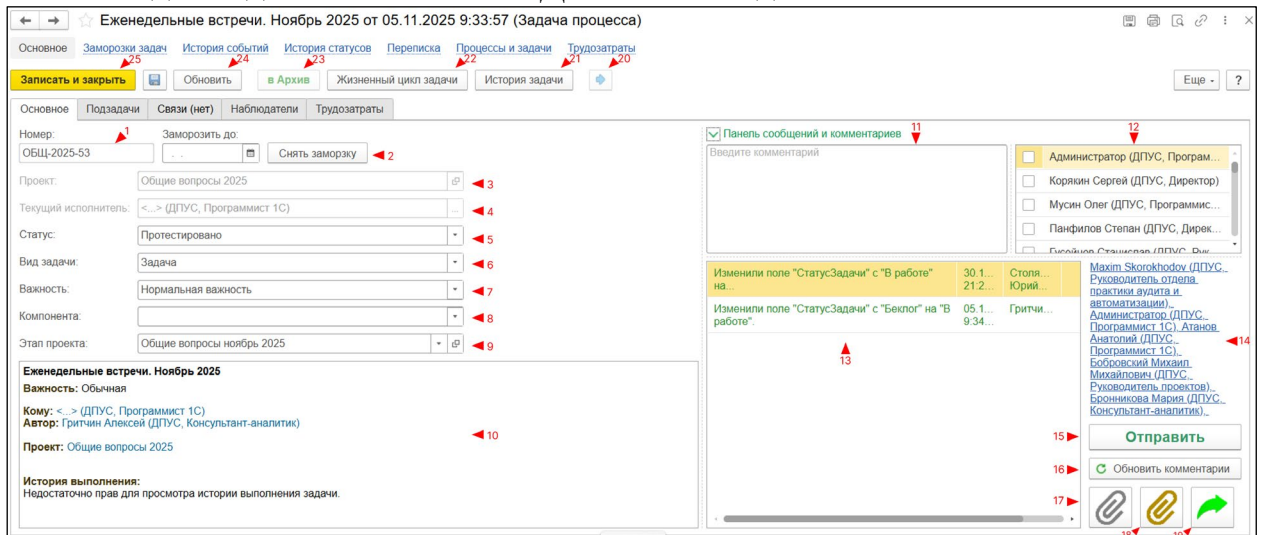 Еженедельные встречи. Ноябрь 2025 от 05.11.2025 9:33:57 (Задача процесса)
Основное Заморозки задач История событий История статусов Переписка Процессы и задачи Трудозатраты
25 24 23 22 21 20
Записать и закрыть Обновить в Архив Жизненный цикл задачи История задачи Еще - ?
Основное Подзадачи Связи (нет) Наблюдатели Трудозатраты
Номер: 1 Заморозить до:
ОБЩ-2025-53 . . Снять заморзку 2
Проект: Общие вопросы 2025 3
Текущий исполнитель: <...> (ДПУС, Программист 1С) ... 4
Статус: Протестировано 5
Вид задачи: Задача 6
Важность: Нормальная важность 7
Компонента: 8
Этап проекта: Общие вопросы ноябрь 2025 9
Еженедельные встречи. Ноябрь 2025
Важность: Обычная
Кому: <...> (ДПУС, Программист 1С)
Автор: Гритчин Алексей (ДПУС, Консультант-аналитик)
10
Проект: Общие вопросы 2025
История выполнения:
Недостаточно прав для просмотра истории выполнения задачи.
Панель сообщений и комментариев 11
Введите комментарий
12
Администратор (ДПУС, Програм...
Корякин Сергей (ДПУС, Директор)
Мусин Олег (ДПУС, Программис...
Панфилов Степан (ДПУС, Дирек...
Изменили поле "СтатусЗадачи" с "В работе" 30.1... Столя...
на... 21:2... Юрий...
Изменили поле "СтатусЗадачи" с "Беклог" на "В 05.1... Гритчи...
работе". 9:34...
13
Maxim Skorokhodov (ДПУС,
Руководитель отдела
практики аудита и
автоматизации),
Администратор (ДПУС,
Программист 1С), Атанов
Анатолий (ДПУС, 14
Программист 1С),
Бобровский Михаил
Михайлович (ДПУС,
Руководитель проектов),
Бронникова Мария (ДПУС,
Консультант-аналитик),
15 Отправить
16 Обновить комментарии
17
18 19